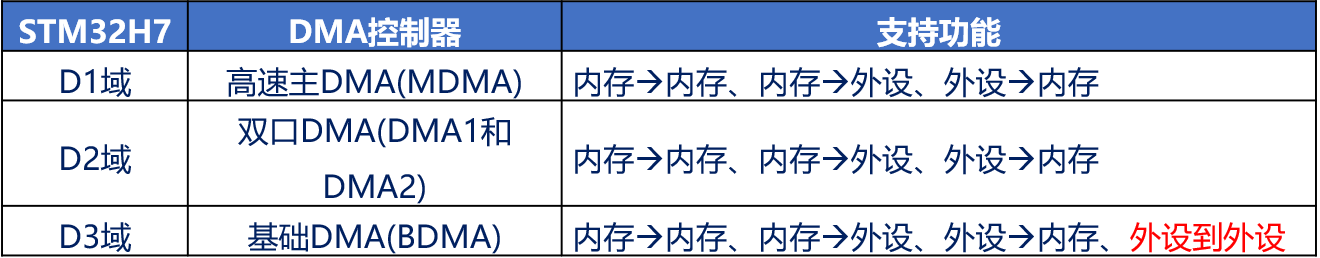 STM32H7 DMA控制器 支持功能
D1域 高速主DMA(MDMA) 内存→内存、内存→外设、外设→内存
D2域 双口DMA(DMA1和
DMA2) 内存→内存、内存→外设、外设→内存
D3域 基础DMA(BDMA) 内存→内存、内存→外设、外设→内存、外设到外设